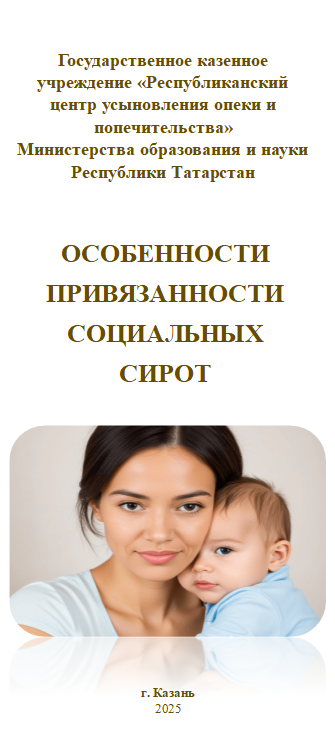 Государственное казенное
учреждение «Республиканский
центр усыновления опеки и
попечительства»
Министерства образования и науки
Республики Татарстан
ОСОБЕННОСТИ
ПРИВЯЗАННОСТИ
СОЦИАЛЬНЫХ
СИРОТ
г. Казань
2025